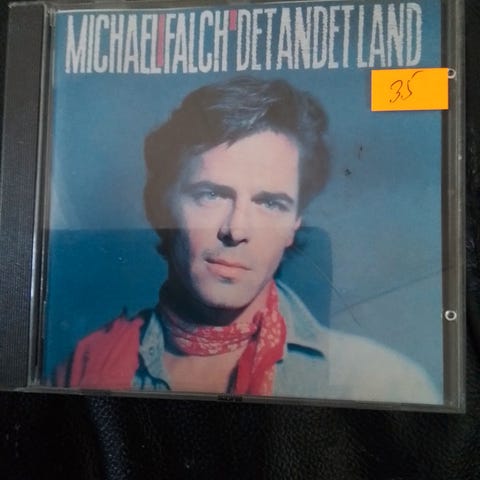 MICHAEL FALCH DET ANDET LAND
35